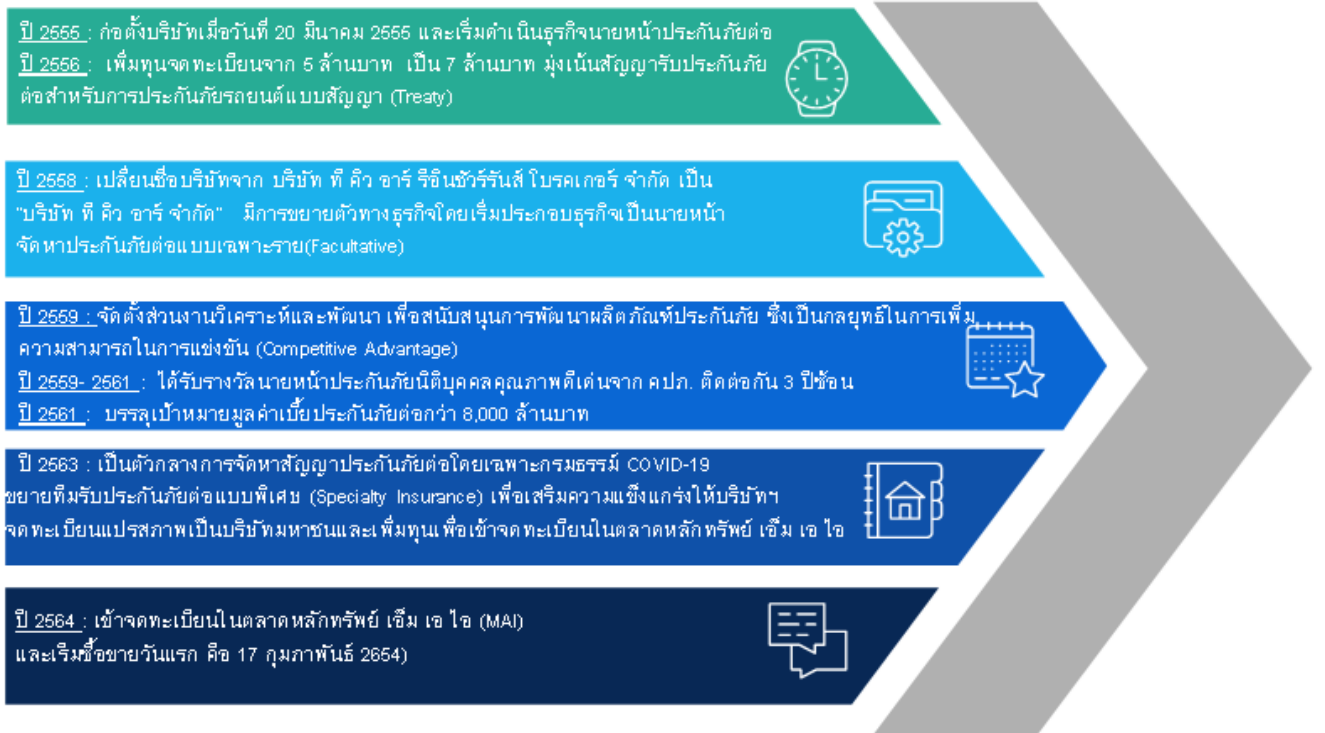 ปี 2555 : ก่อตั้งบริษัทเมื่อวันที่ 20 มีนาคม 2555 และเริ่มดำเนินธุรกิจนายหน้าประกันภัยต่อ
ปี 2556 : เพิ่มทุนจดทะเบียนจาก 5 ล้านบาท เป็น 7 ล้านบาท มุ่งเน้นสัญญารับประกันภัย
ต่อสำหรับการประกันภัยรถยนต์แบบสัญญา (Treaty)
ปี 2558 : เปลี่ยนชื่อบริษัทจาก บริษัท ที คิว อาร์ รีอินชัวร์รันส์ โบรคเกอร์ จำกัด เป็น
"บริษัท ที คิว อาร์ จำกัด" มีการขยายตัวทางธุรกิจโดยเริ่มประกอบธุรกิจเป็นนายหน้า
จัดหาประกันภัยต่อแบบเฉพาะราย(Facultative)
ปี 2559 : จัดตั้งส่วนงานวิเคราะห์และพัฒนา เพื่อสนับสนุนการพัฒนาผลิตภัณฑ์ประกันภัย ซึ่งเป็นกลยุทธ์ในการเพิ่ม
ความสามารถในการแข่งขัน (Competitive Advantage)
ปี 2559- 2561 : ได้รับรางวัลนายหน้าประกันภัยนิติบุคคลคุณภาพดีเด่นจาก คปภ. ติดต่อกัน 3 ปีซ้อน
ปี 2561 : บรรลุเป้าหมายมูลค่าเบี้ยประกันภัยต่อกว่า 8,000 ล้านบาท
ปี 2563 : เป็นตัวกลางการจัดหาสัญญาประกันภัยต่อโดยเฉพาะกรมธรรม์ COVID-19
ขยายทีมรับประกันภัยต่อแบบพิเศษ (Specialty Insurance) เพื่อเสริมความแข็งแกร่งให้บริษัทฯ
จดทะเบียนแปรสภาพเป็นบริษัทมหาชนและเพิ่มทุนเพื่อเข้าจดทะเบียนในตลาดหลักทรัพย์ เอ็ม เอ ไอ
ปี 2564 : เข้าจดทะเบียนในตลาดหลักทรัพย์ เอ็ม เอ ไอ (MAI)
และเริ่มซื้อขายวันแรก คือ 17 กุมภาพันธ์ 2654)